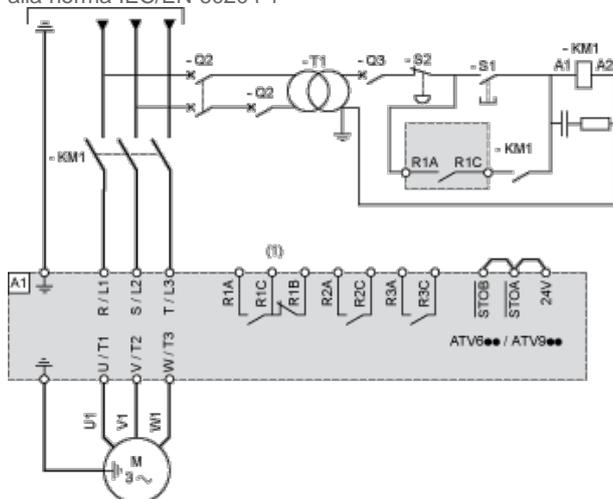 alla norma IEC/EN 60204-1
- Q2
- T1
- Q3
- S2
- S1
- KM1
A1
A2
- Q2
- KM1
R1A
R1C
- KM1
(1)
A1
R / L1
S / L2
T / L3
R1A
R1C
R1B
R2A
R2C
R3A
R3C
STOB
STOA
24V
ATV6●● / ATV9●●
U / T1
V / T2
W / T3
U1
V1
W1
M
3 ~